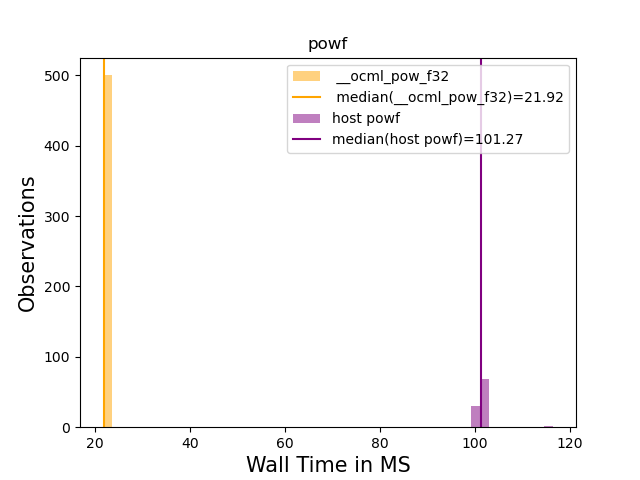 powf
500
400
300
200
100
0
Observations
__ocml_pow_f32
median(__ocml_pow_f32)=21.92
host powf
median(host powf)=101.27
20 40 60 80 100 120
Wall Time in MS